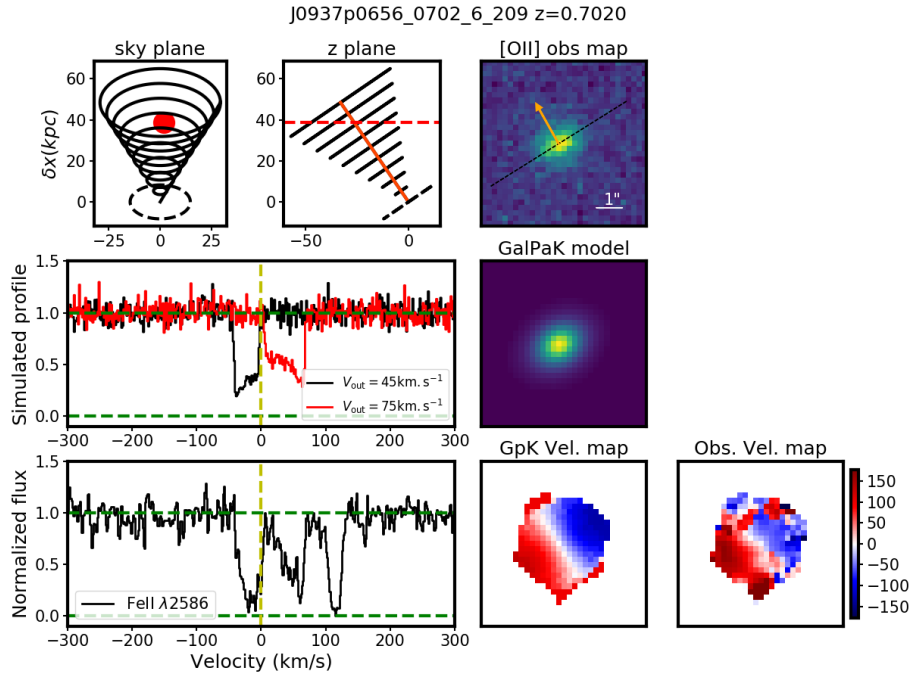 J0937p0656_0702_6_209 z=0.7020
sky plane
z plane
[OII] obs map
δx(kpc)
60
40
20
0
−25 0 25
60
40
20
0
−50 0
1"
Simulated profile
1.5
1.0
0.5
0.0
V_out = 45km.s⁻¹
V_out = 75km.s⁻¹
−300 −200 −100 0 100 200 300
GalPaK model
Normalized flux
1.5
1.0
0.5
0.0
FeII λ2586
−300 −200 −100 0 100 200 300
Velocity (km/s)
GpK Vel. map
Obs. Vel. map
150
100
50
0
−50
−100
−150